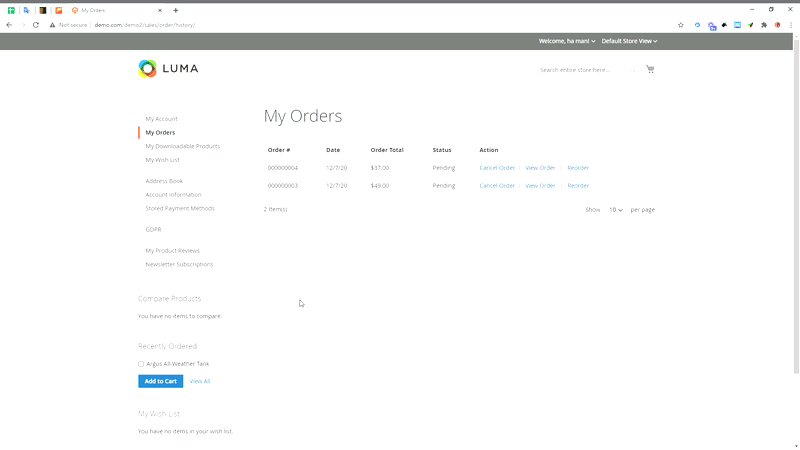 My Orders
Not secure demo.com/demo2/sales/order/history/
Welcome, ha mani Default Store View
LUMA
Search entire store here...
My Account
My Orders
My Downloadable Products
My Wish List
Address Book
Account Information
Stored Payment Methods
GDPR
My Product Reviews
Newsletter Subscriptions
My Orders
Order # Date Order Total Status Action
000000004 12/7/20 $37.00 Pending Cancel Order View Order Reorder
000000003 12/7/20 $49.00 Pending Cancel Order View Order Reorder
2 Item(s) Show 10 per page
Compare Products
You have no items to compare.
Recently Ordered
Argus All-Weather Tank
Add to Cart View All
My Wish List
You have no items in your wish list.